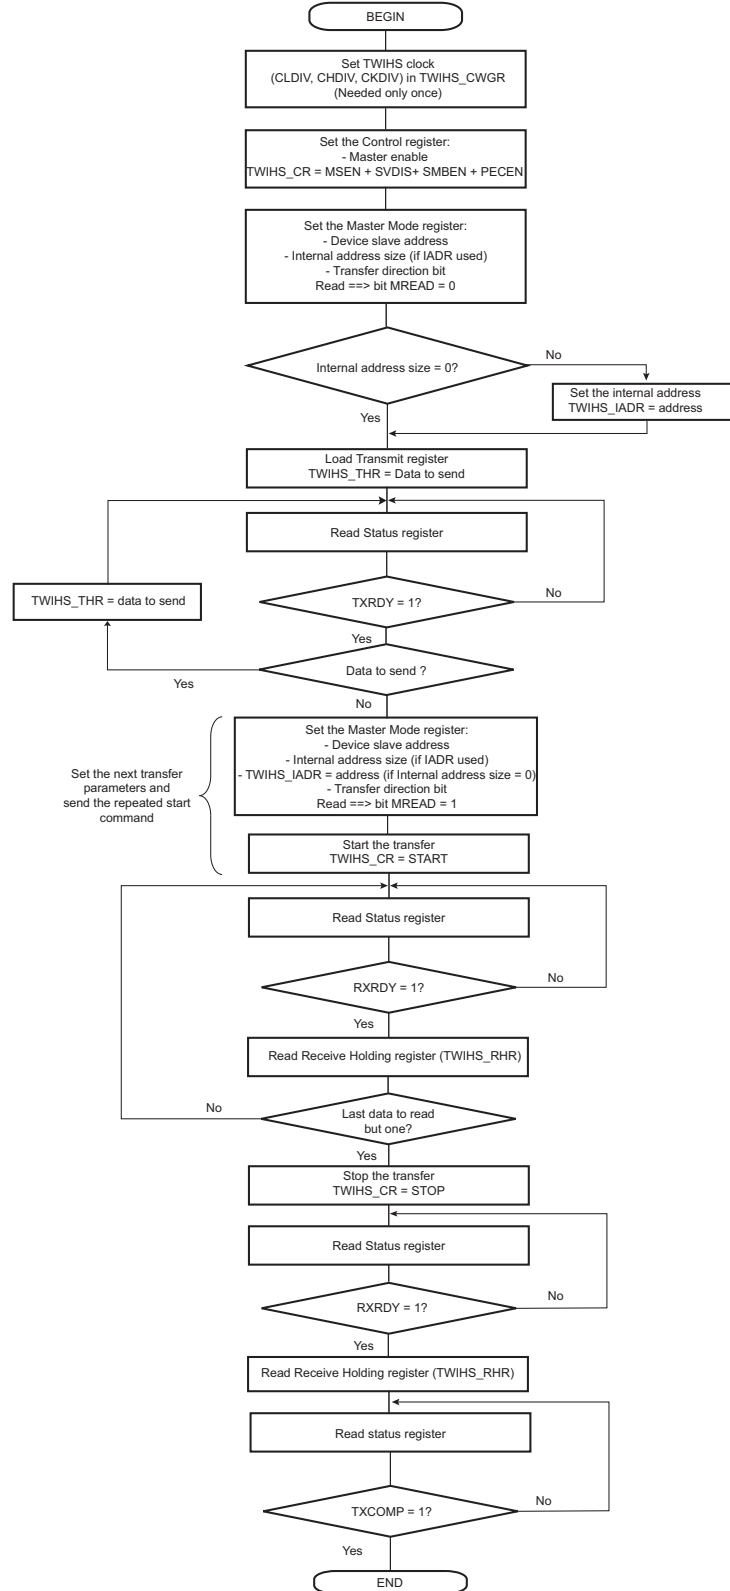 BEGIN
Set TWIHS clock
(CLDIV, CHDIV, CKDIV) in TWIHS_CWGR
(Needed only once)
Set the Control register:
- Master enable
TWIHS_CR = MSEN + SVDIS+ SMBEN + PECEN
Set the Master Mode register:
- Device slave address
- Internal address size (if IADR used)
- Transfer direction bit
Read ==> bit MREAD = 0
Internal address size = 0?
No
Set the internal address
TWIHS_IADR = address
Yes
Load Transmit register
TWIHS_THR = Data to send
Read Status register
TWIHS_THR = data to send
TXRDY = 1?
No
Yes
Data to send ?
Yes
No
Set the next transfer
parameters and
send the repeated start
command
Set the Master Mode register:
- Device slave address
- Internal address size (if IADR used)
- TWIHS_IADR = address (if Internal address size = 0)
- Transfer direction bit
Read ==> bit MREAD = 1
Start the transfer
TWIHS_CR = START
Read Status register
RXRDY = 1?
No
Yes
Read Receive Holding register (TWIHS_RHR)
No
Last data to read
but one?
Yes
Stop the transfer
TWIHS_CR = STOP
Read Status register
RXRDY = 1?
No
Yes
Read Receive Holding register (TWIHS_RHR)
Read status register
TXCOMP = 1?
No
Yes
END